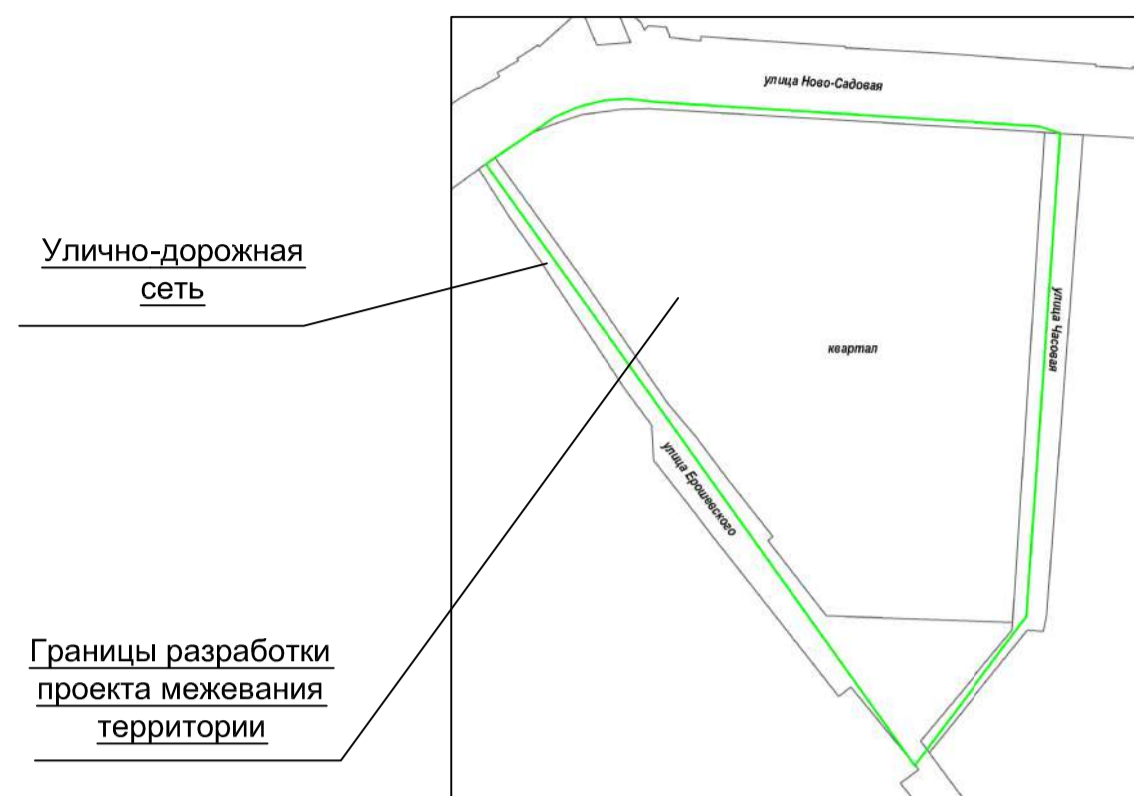 улица Ново-Садовая
Улично-дорожная
сеть
улица Часовая
квартал
улица Ерошевского
Границы разработки
проекта межевания
территории